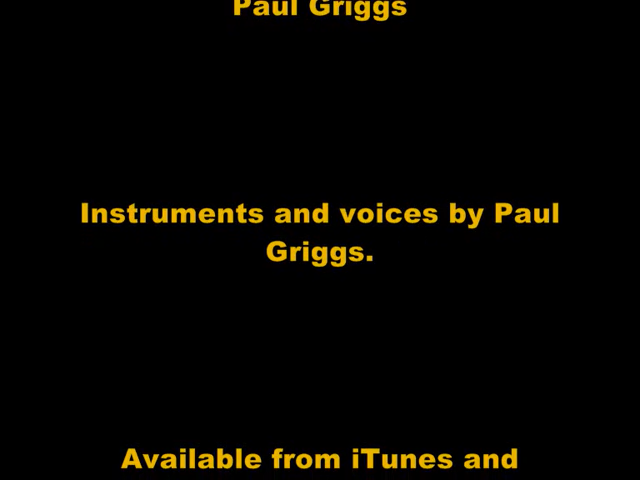 Paul Griggs
Instruments and voices by Paul
Griggs.
Available from iTunes and